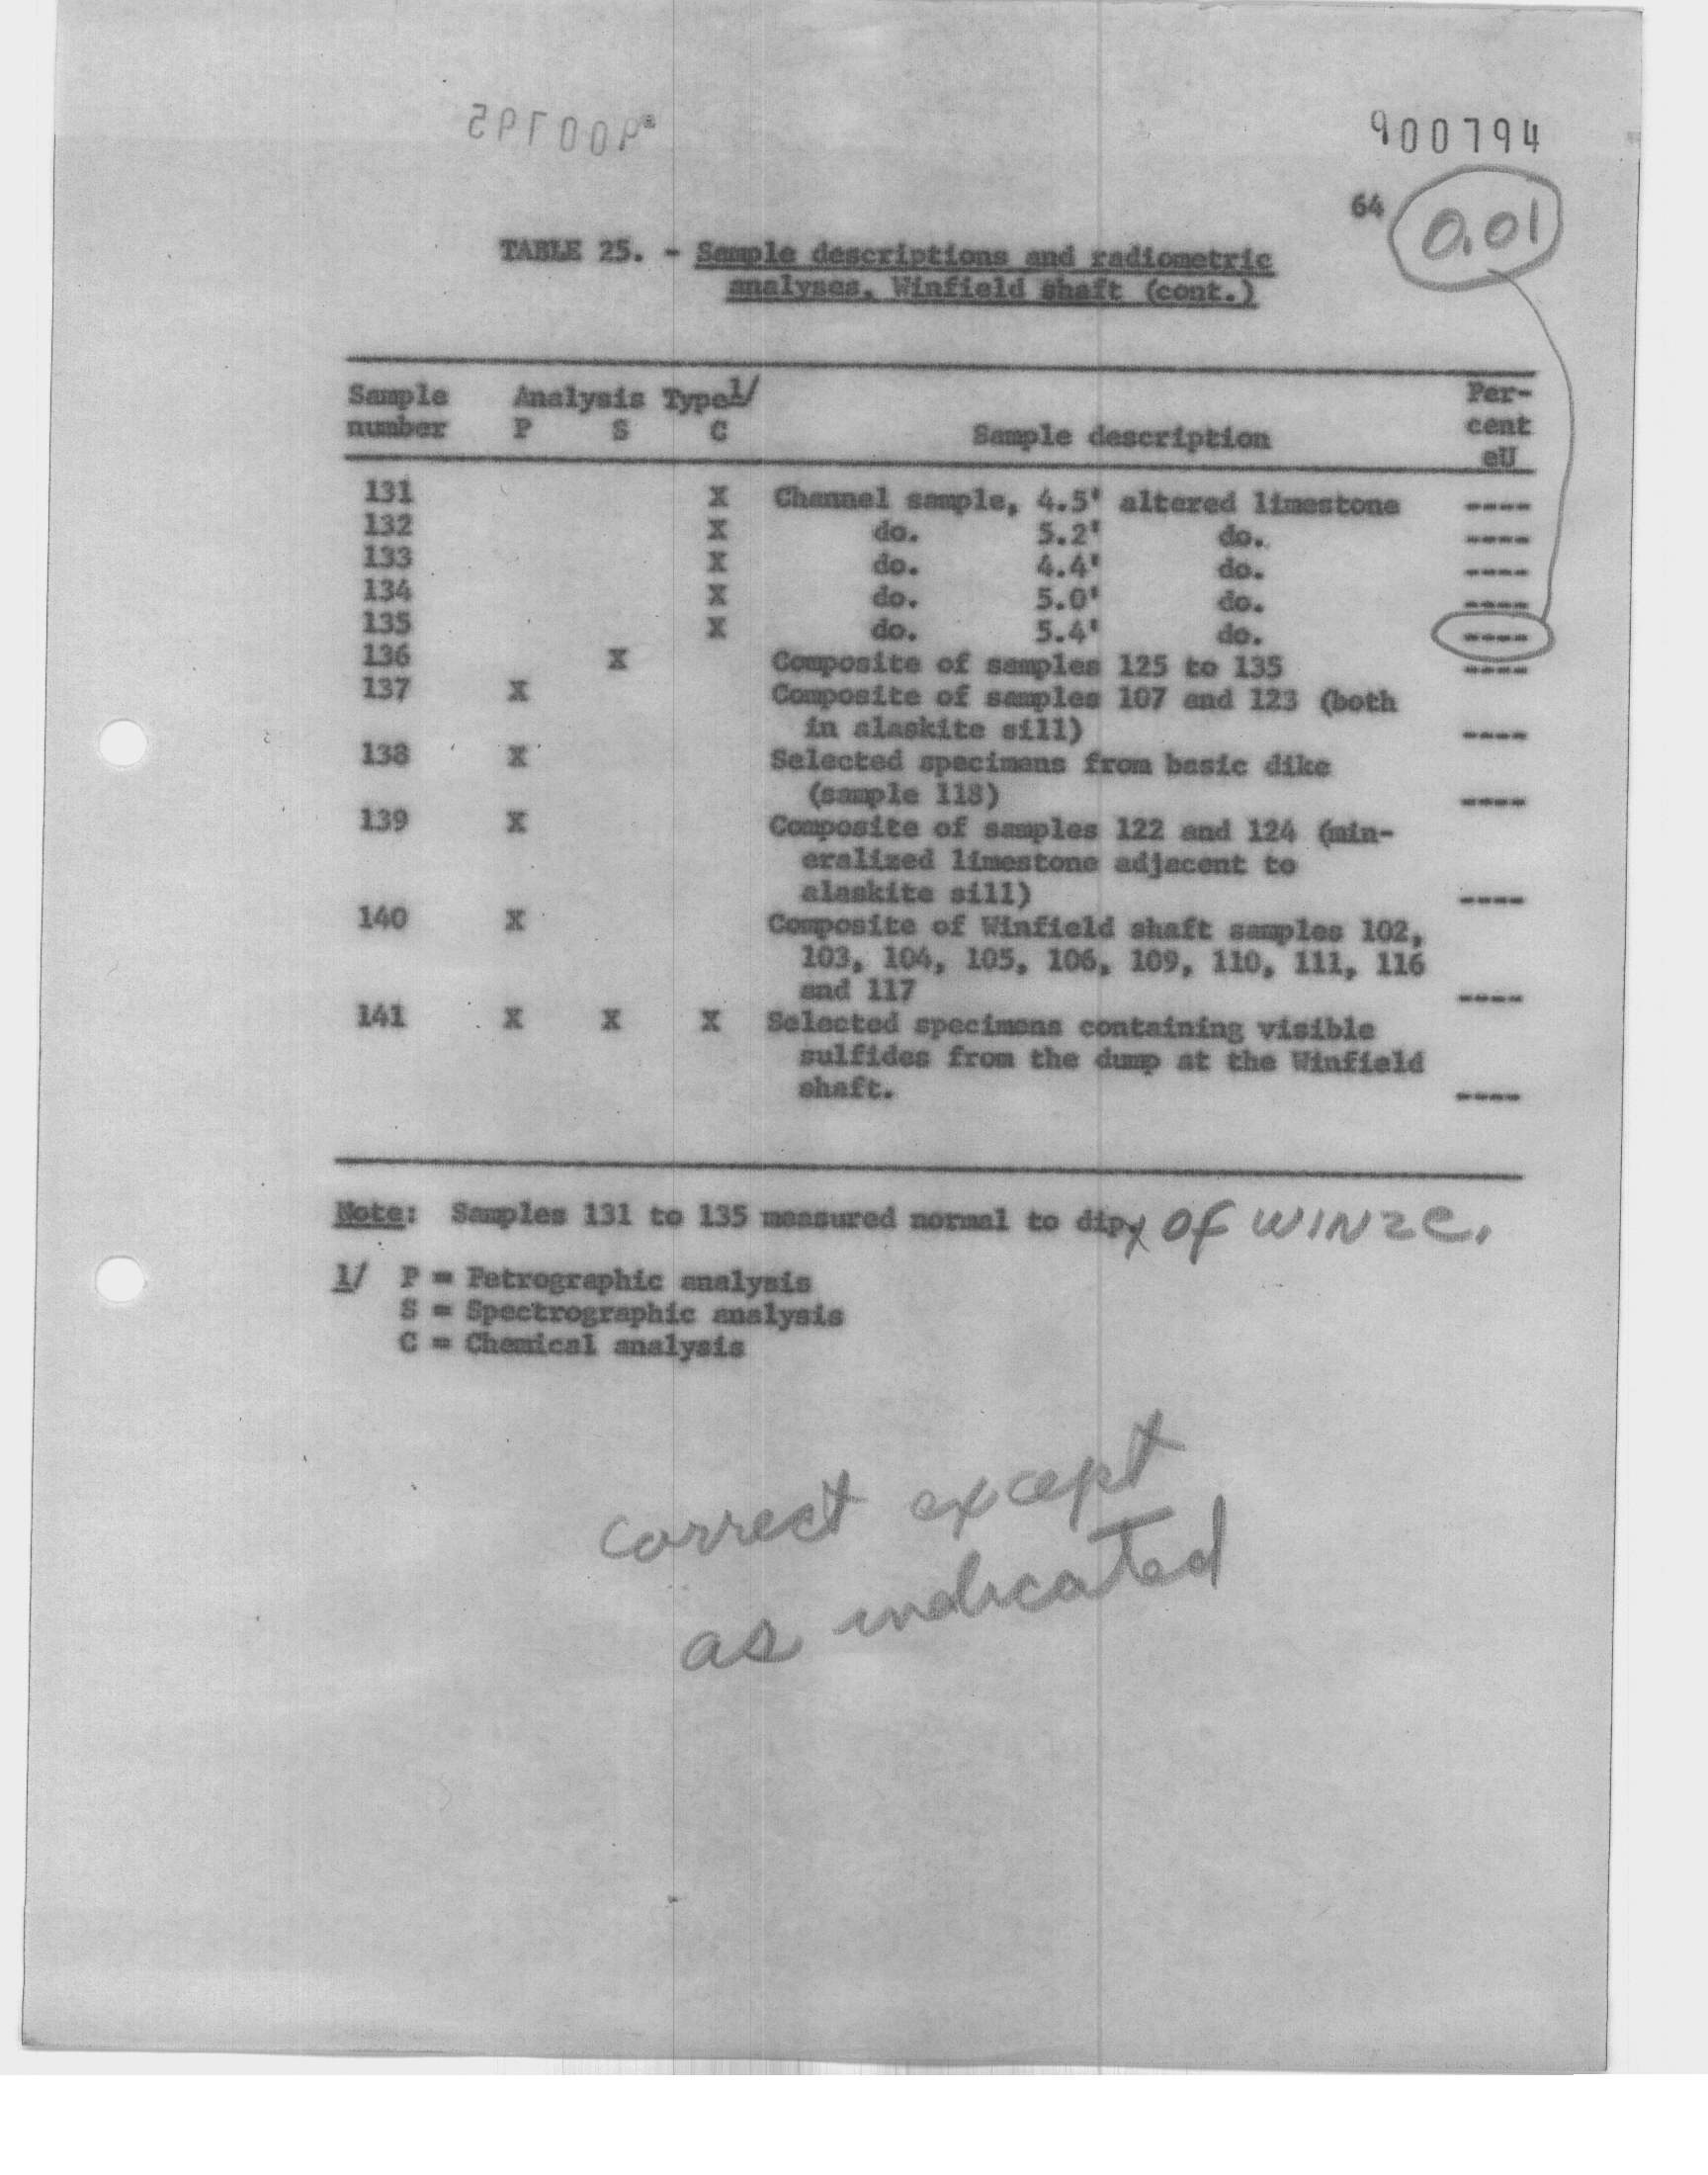 900794
64
0.01
TABLE 25. - Sample descriptions and radiometric
analyses, Winfield shaft (cont.)
Sample Analysis Type1/ Per-
number P S C Sample description cent
eU
131 X Channel sample, 4.5' altered limestone ----
132 X do. 5.2' do. ----
133 X do. 4.4' do. ----
134 X do. 5.0' do. ----
135 X do. 5.4' do. ----
136 X Composite of samples 125 to 135 ----
137 X Composite of samples 107 and 123 (both
in alaskite sill) ----
138 X Selected specimens from basic dike
(sample 118) ----
139 X Composite of samples 122 and 124 (min-
eralized limestone adjacent to
alaskite sill) ----
140 X Composite of Winfield shaft samples 102,
103, 104, 105, 106, 109, 110, 111, 116
and 117 ----
141 X X X Selected specimens containing visible
sulfides from the dump at the Winfield
shaft. ----
Note: Samples 131 to 135 measured normal to dip. of WINZE.
1/ P = Petrographic analysis
S = Spectrographic analysis
C = Chemical analysis
correct except
as indicated